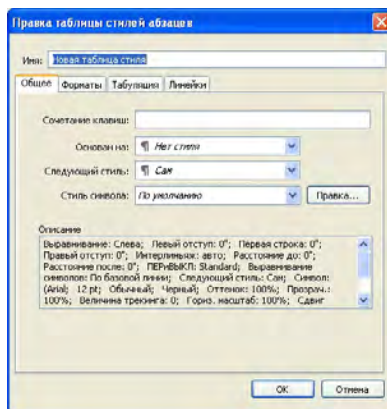 Правка таблицы стилей абзацев
Имя: Новая таблица стиля
Общее Форматы Табуляция Линейки
Сочетание клавиш:
Основан на: ¶ Нет стиля
Следующий стиль: ¶ Сам
Стиль символа: По умолчанию Правка...
Описание
Выравнивание: Слева; Левый отступ: 0"; Первая строка: 0";
Правый отступ: 0"; Интерлиньяж: авто; Расстояние до: 0";
Расстояние после: 0"; ПЕРиВЫКЛ: Standard; Выравнивание
символов: По базовой линии; Следующий стиль: Сам; Символ:
(Arial; 12 pt; Обычный; Черный; Оттенок: 100%; Прозрач.:
100%; Величина трекинга: 0; Гориз. масштаб: 100%; Сдвиг
OK Отмена